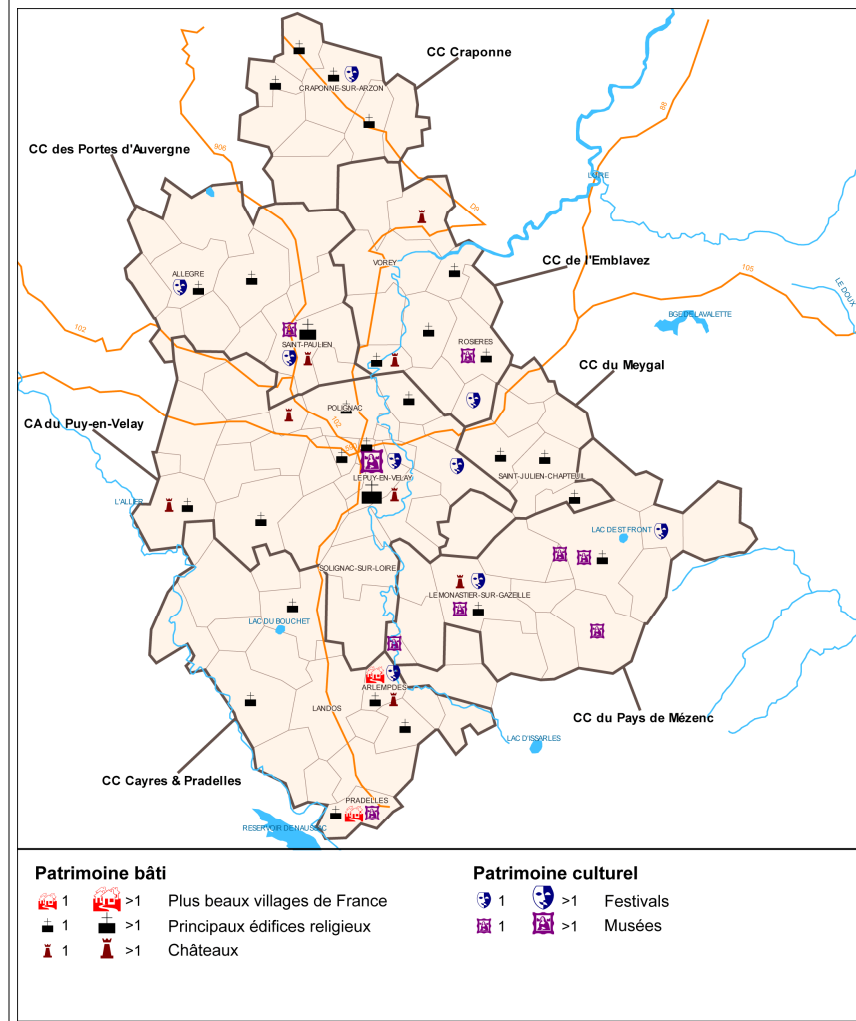 CC Craponne
CRAPONNE-SUR-ARZON
88
906
CC des Portes d'Auvergne
LOIRE
D9
VOREY
CC de l'Emblavez
ALLEGRE
105
LE DOUX
BGE DE LAVALETTE
102
SAINT-PAULIEN
ROSIERES
CC du Meygal
POLIGNAC
CA du Puy-en-Velay
102
LE PUY-EN-VELAY
SAINT-JULIEN-CHAPTEUIL
L'ALLIER
LAC DE ST FRONT
SOLIGNAC-SUR-LOIRE
LE MONASTIER-SUR-GAZEILLE
LAC DU BOUCHET
ARLEMPDES
LANDOS
CC du Pays de Mézenc
LAC D'ISSARLES
CC Cayres & Pradelles
PRADELLES
RESERVOIR DE NAUSSAC
Patrimoine bâti
1 >1 Plus beaux villages de France
1 >1 Principaux édifices religieux
1 >1 Châteaux
Patrimoine culturel
1 >1 Festivals
1 >1 Musées